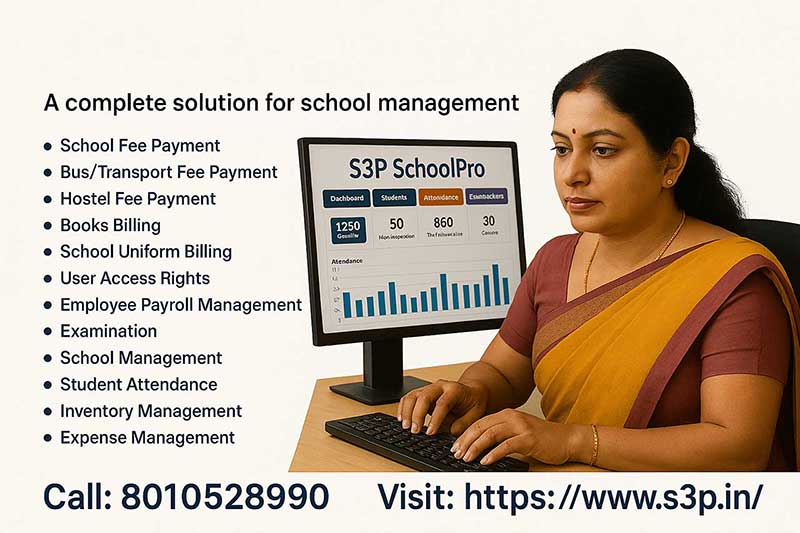 A complete solution for school management
• School Fee Payment
• Bus/Transport Fee Payment
• Hostel Fee Payment
• Books Billing
• School Uniform Billing
• User Access Rights
• Employee Payroll Management
• Examination
• School Management
• Student Attendance
• Inventory Management
• Expense Management
S3P SchoolPro
Dashboard Students Attondance
1250 50 860 30
Atendance
Call: 8010528990 Visit: https://www.s3p.in/